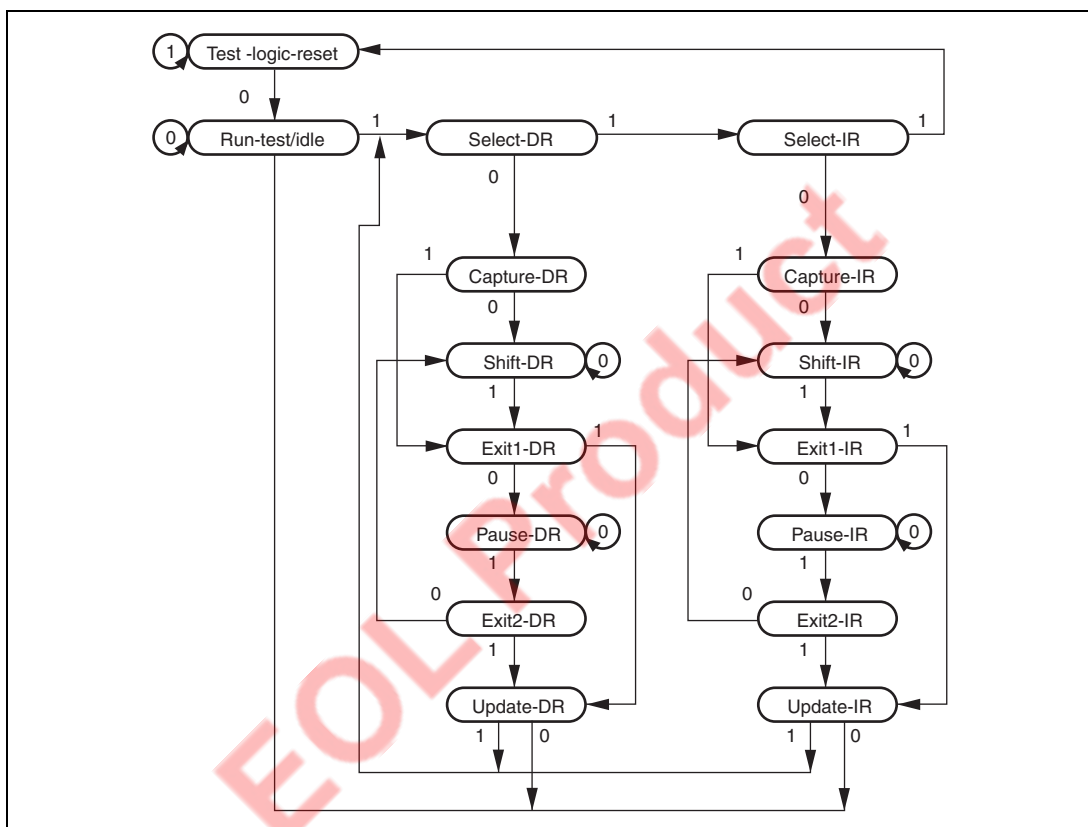 1 Test -logic-reset
0
0 Run-test/idle 1 Select-DR 1 Select-IR 1
0 0
1 Capture-DR 1 Capture-IR
0 0
Shift-DR 0 Shift-IR 0
1 1
Exit1-DR 1 Exit1-IR 1
0 0
Pause-DR 0 Pause-IR 0
1 1
0 Exit2-DR 0 Exit2-IR
1 1
Update-DR Update-IR
1 0 1 0
EOL Product